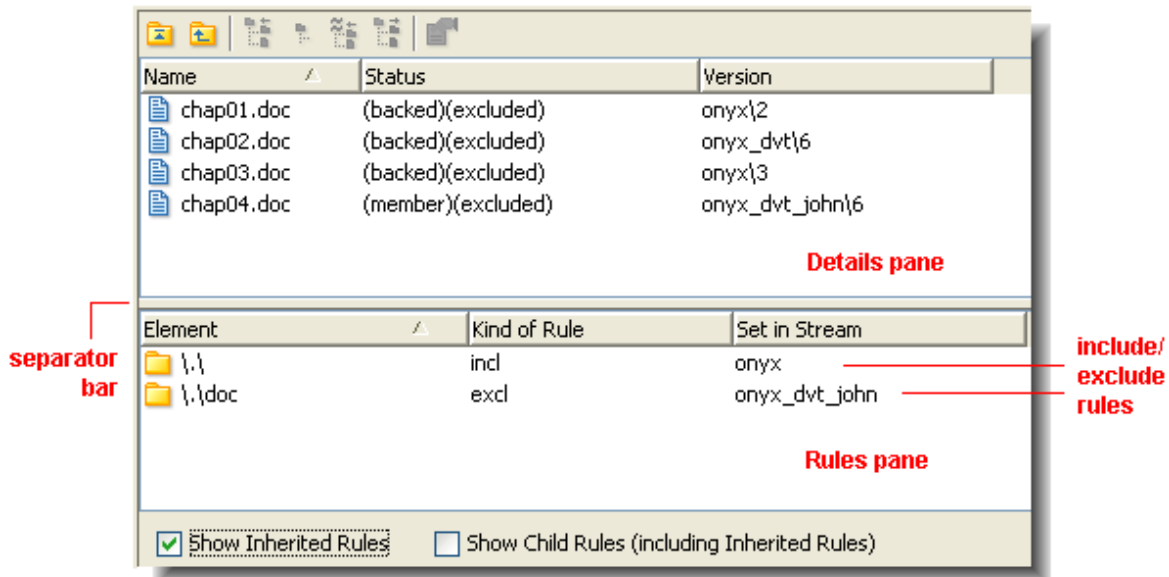 Name Status Version
chap01.doc (backed)(excluded) onyx\2
chap02.doc (backed)(excluded) onyx_dvt\6
chap03.doc (backed)(excluded) onyx\3
chap04.doc (member)(excluded) onyx_dvt_john\6
Details pane
separator
bar
Element Kind of Rule Set in Stream
\.\ incl onyx
\.\doc excl onyx_dvt_john
include/
exclude
rules
Rules pane
Show Inherited Rules Show Child Rules (including Inherited Rules)